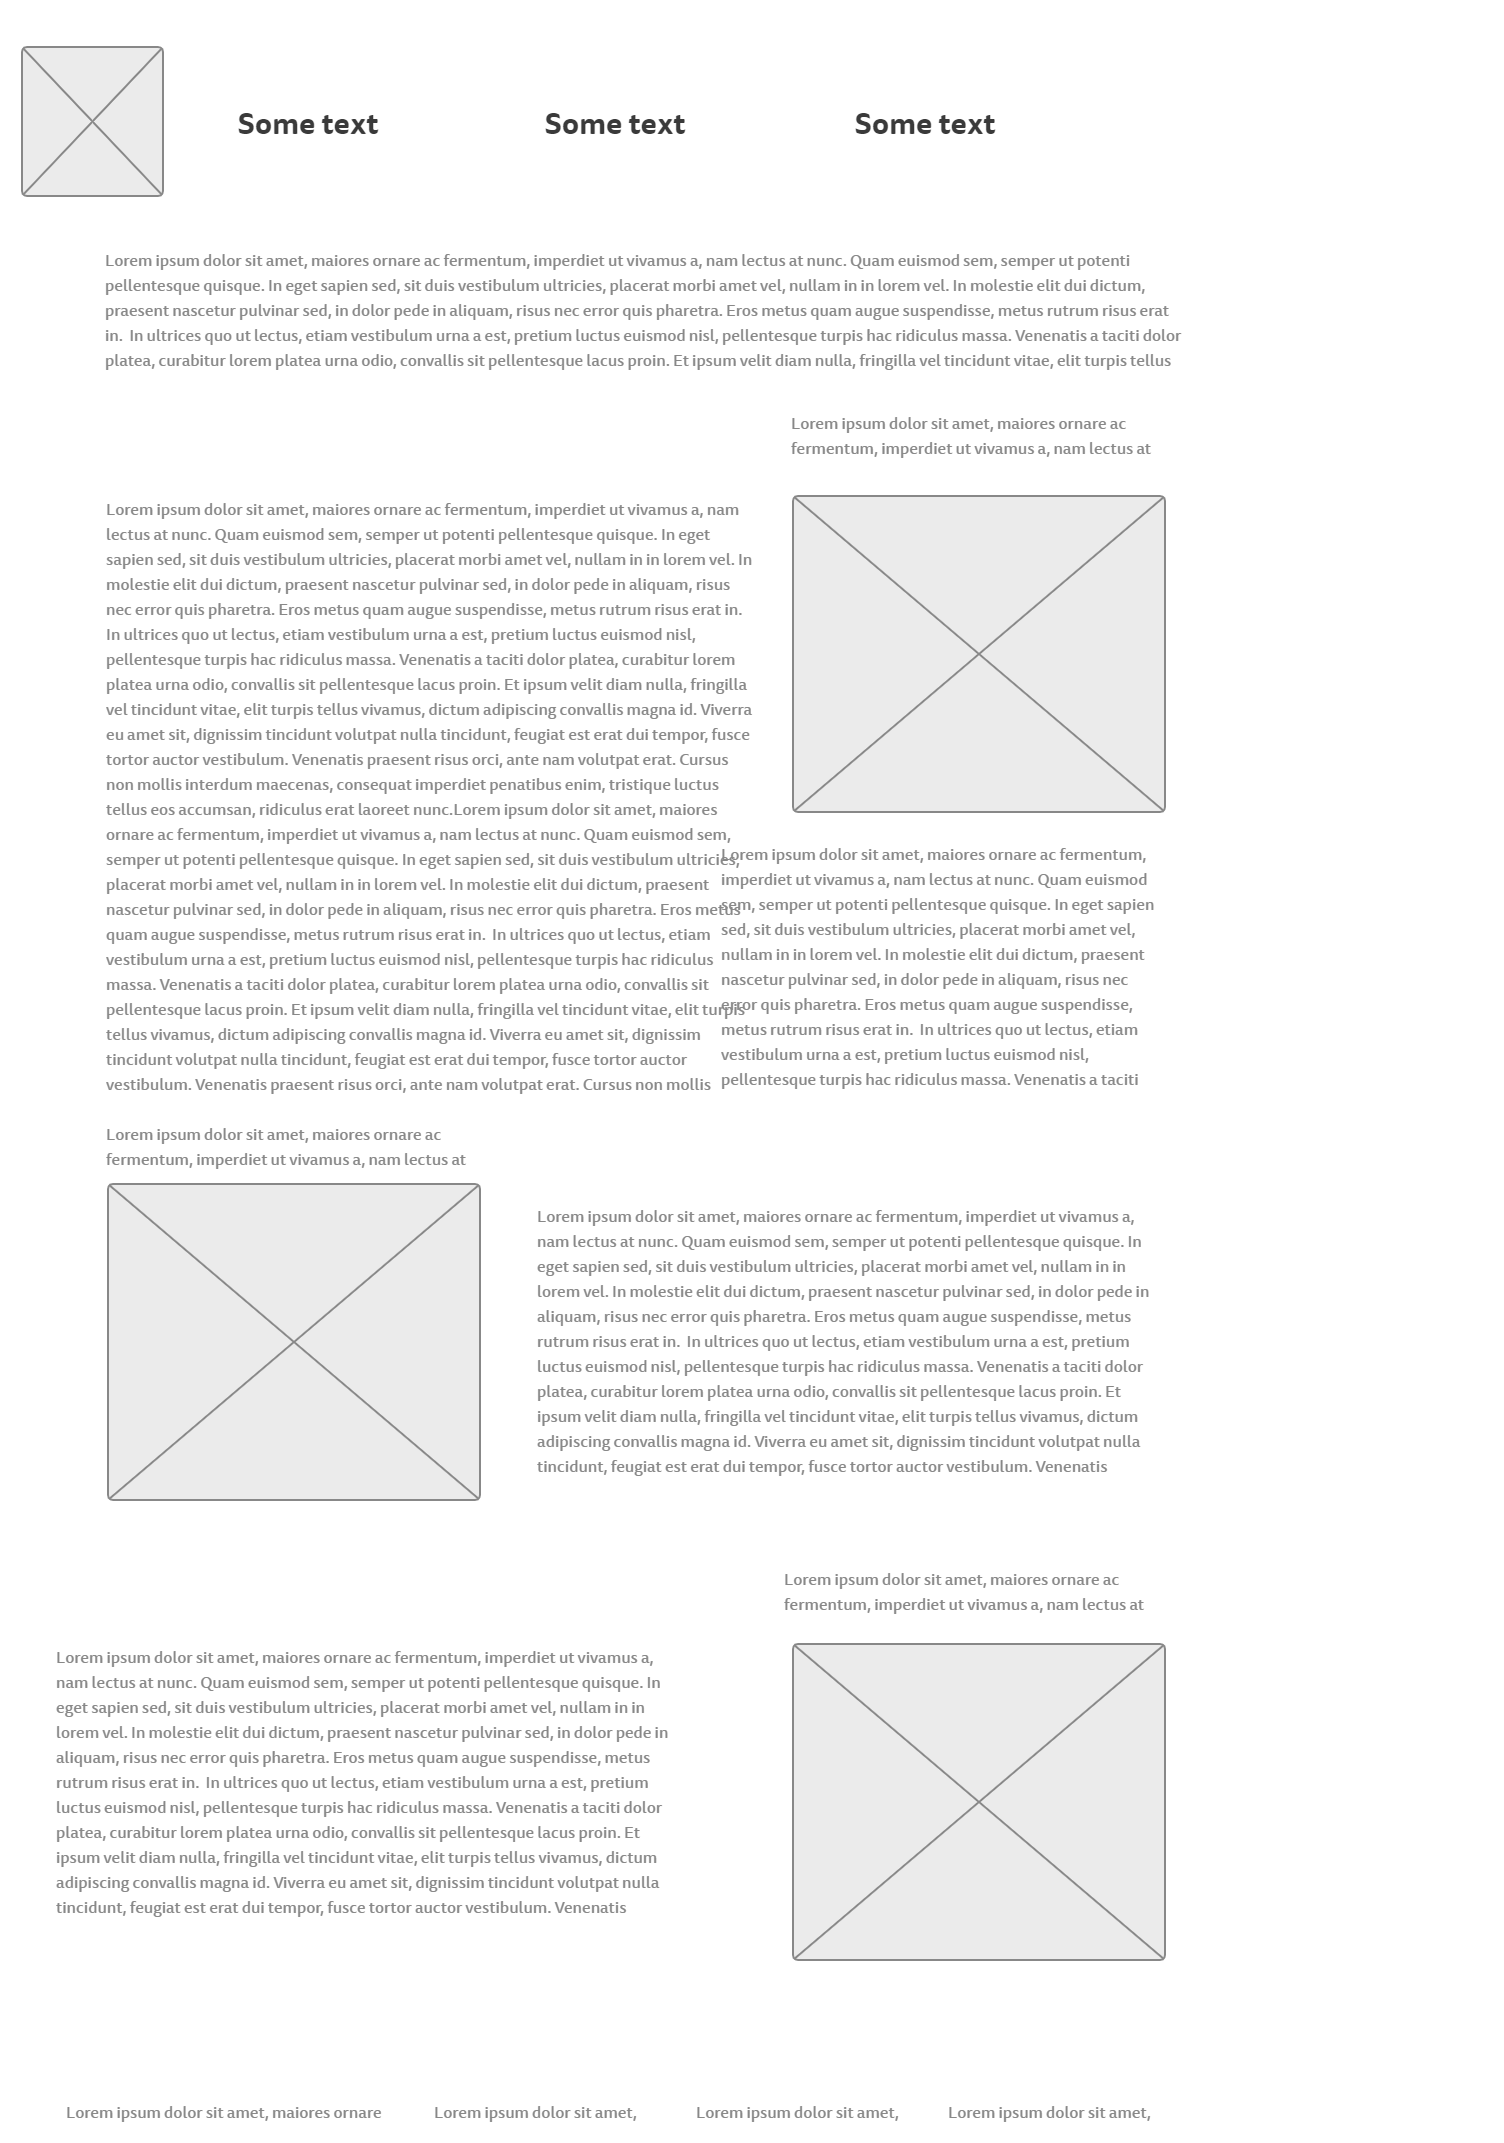 Some text
Some text
Some text
Lorem ipsum dolor sit amet, maiores ornare ac fermentum, imperdiet ut vivamus a, nam lectus at nunc. Quam euismod sem, semper ut potenti
pellentesque quisque. In eget sapien sed, sit duis vestibulum ultricies, placerat morbi amet vel, nullam in in lorem vel. In molestie elit dui dictum,
praesent nascetur pulvinar sed, in dolor pede in aliquam, risus nec error quis pharetra. Eros metus quam augue suspendisse, metus rutrum risus erat
in.  In ultrices quo ut lectus, etiam vestibulum urna a est, pretium luctus euismod nisl, pellentesque turpis hac ridiculus massa. Venenatis a taciti dolor
platea, curabitur lorem platea urna odio, convallis sit pellentesque lacus proin. Et ipsum velit diam nulla, fringilla vel tincidunt vitae, elit turpis tellus
Lorem ipsum dolor sit amet, maiores ornare ac
fermentum, imperdiet ut vivamus a, nam lectus at
Lorem ipsum dolor sit amet, maiores ornare ac fermentum, imperdiet ut vivamus a, nam
lectus at nunc. Quam euismod sem, semper ut potenti pellentesque quisque. In eget
sapien sed, sit duis vestibulum ultricies, placerat morbi amet vel, nullam in in lorem vel. In
molestie elit dui dictum, praesent nascetur pulvinar sed, in dolor pede in aliquam, risus
nec error quis pharetra. Eros metus quam augue suspendisse, metus rutrum risus erat in.
In ultrices quo ut lectus, etiam vestibulum urna a est, pretium luctus euismod nisl,
pellentesque turpis hac ridiculus massa. Venenatis a taciti dolor platea, curabitur lorem
platea urna odio, convallis sit pellentesque lacus proin. Et ipsum velit diam nulla, fringilla
vel tincidunt vitae, elit turpis tellus vivamus, dictum adipiscing convallis magna id. Viverra
eu amet sit, dignissim tincidunt volutpat nulla tincidunt, feugiat est erat dui tempor, fusce
tortor auctor vestibulum. Venenatis praesent risus orci, ante nam volutpat erat. Cursus
non mollis interdum maecenas, consequat imperdiet penatibus enim, tristique luctus
tellus eos accumsan, ridiculus erat laoreet nunc.Lorem ipsum dolor sit amet, maiores
ornare ac fermentum, imperdiet ut vivamus a, nam lectus at nunc. Quam euismod sem,
semper ut potenti pellentesque quisque. In eget sapien sed, sit duis vestibulum ultricies,
placerat morbi amet vel, nullam in in lorem vel. In molestie elit dui dictum, praesent
nascetur pulvinar sed, in dolor pede in aliquam, risus nec error quis pharetra. Eros metus
quam augue suspendisse, metus rutrum risus erat in.  In ultrices quo ut lectus, etiam
vestibulum urna a est, pretium luctus euismod nisl, pellentesque turpis hac ridiculus
massa. Venenatis a taciti dolor platea, curabitur lorem platea urna odio, convallis sit
pellentesque lacus proin. Et ipsum velit diam nulla, fringilla vel tincidunt vitae, elit turpis
tellus vivamus, dictum adipiscing convallis magna id. Viverra eu amet sit, dignissim
tincidunt volutpat nulla tincidunt, feugiat est erat dui tempor, fusce tortor auctor
vestibulum. Venenatis praesent risus orci, ante nam volutpat erat. Cursus non mollis
Lorem ipsum dolor sit amet, maiores ornare ac fermentum,
imperdiet ut vivamus a, nam lectus at nunc. Quam euismod
sem, semper ut potenti pellentesque quisque. In eget sapien
sed, sit duis vestibulum ultricies, placerat morbi amet vel,
nullam in in lorem vel. In molestie elit dui dictum, praesent
nascetur pulvinar sed, in dolor pede in aliquam, risus nec
error quis pharetra. Eros metus quam augue suspendisse,
metus rutrum risus erat in.  In ultrices quo ut lectus, etiam
vestibulum urna a est, pretium luctus euismod nisl,
pellentesque turpis hac ridiculus massa. Venenatis a taciti
Lorem ipsum dolor sit amet, maiores ornare ac
fermentum, imperdiet ut vivamus a, nam lectus at
Lorem ipsum dolor sit amet, maiores ornare ac fermentum, imperdiet ut vivamus a,
nam lectus at nunc. Quam euismod sem, semper ut potenti pellentesque quisque. In
eget sapien sed, sit duis vestibulum ultricies, placerat morbi amet vel, nullam in in
lorem vel. In molestie elit dui dictum, praesent nascetur pulvinar sed, in dolor pede in
aliquam, risus nec error quis pharetra. Eros metus quam augue suspendisse, metus
rutrum risus erat in.  In ultrices quo ut lectus, etiam vestibulum urna a est, pretium
luctus euismod nisl, pellentesque turpis hac ridiculus massa. Venenatis a taciti dolor
platea, curabitur lorem platea urna odio, convallis sit pellentesque lacus proin. Et
ipsum velit diam nulla, fringilla vel tincidunt vitae, elit turpis tellus vivamus, dictum
adipiscing convallis magna id. Viverra eu amet sit, dignissim tincidunt volutpat nulla
tincidunt, feugiat est erat dui tempor, fusce tortor auctor vestibulum. Venenatis
Lorem ipsum dolor sit amet, maiores ornare ac
fermentum, imperdiet ut vivamus a, nam lectus at
Lorem ipsum dolor sit amet, maiores ornare ac fermentum, imperdiet ut vivamus a,
nam lectus at nunc. Quam euismod sem, semper ut potenti pellentesque quisque. In
eget sapien sed, sit duis vestibulum ultricies, placerat morbi amet vel, nullam in in
lorem vel. In molestie elit dui dictum, praesent nascetur pulvinar sed, in dolor pede in
aliquam, risus nec error quis pharetra. Eros metus quam augue suspendisse, metus
rutrum risus erat in.  In ultrices quo ut lectus, etiam vestibulum urna a est, pretium
luctus euismod nisl, pellentesque turpis hac ridiculus massa. Venenatis a taciti dolor
platea, curabitur lorem platea urna odio, convallis sit pellentesque lacus proin. Et
ipsum velit diam nulla, fringilla vel tincidunt vitae, elit turpis tellus vivamus, dictum
adipiscing convallis magna id. Viverra eu amet sit, dignissim tincidunt volutpat nulla
tincidunt, feugiat est erat dui tempor, fusce tortor auctor vestibulum. Venenatis
Lorem ipsum dolor sit amet, maiores ornare
Lorem ipsum dolor sit amet,
Lorem ipsum dolor sit amet,
Lorem ipsum dolor sit amet,